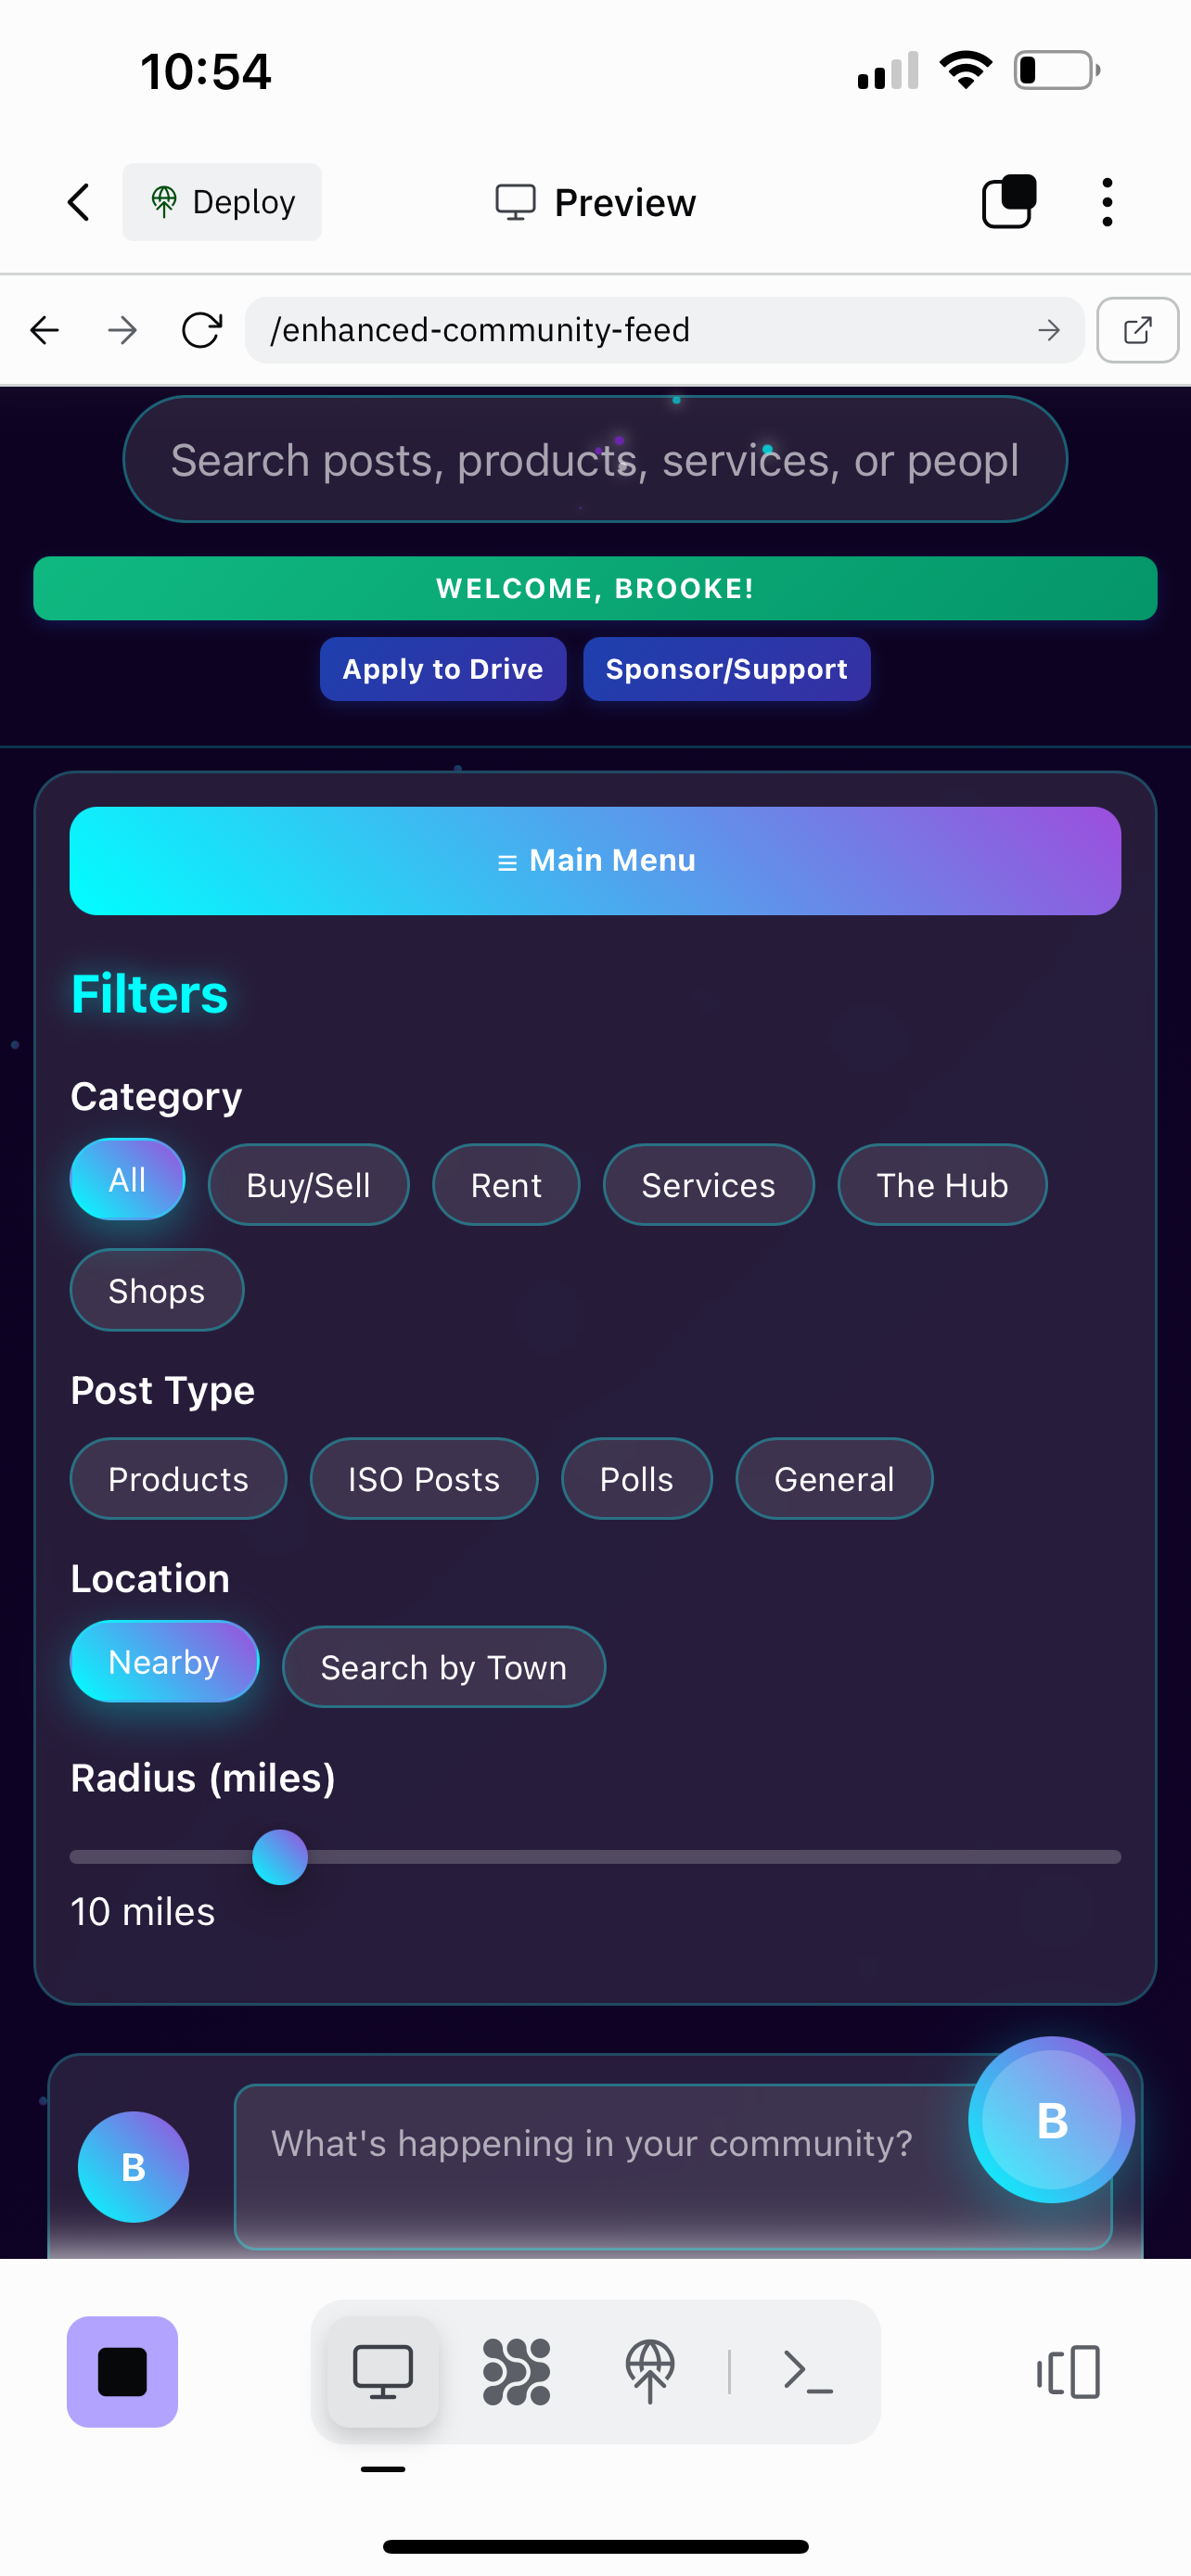 10:54
Deploy
Preview
/enhanced-community-feed
Search posts, products, services, or peopl
WELCOME, BROOKE!
Apply to Drive
Sponsor/Support
≡ Main Menu
Filters
Category
All
Buy/Sell
Rent
Services
The Hub
Shops
Post Type
Products
ISO Posts
Polls
General
Location
Nearby
Search by Town
Radius (miles)
10 miles
B
What's happening in your community?
B